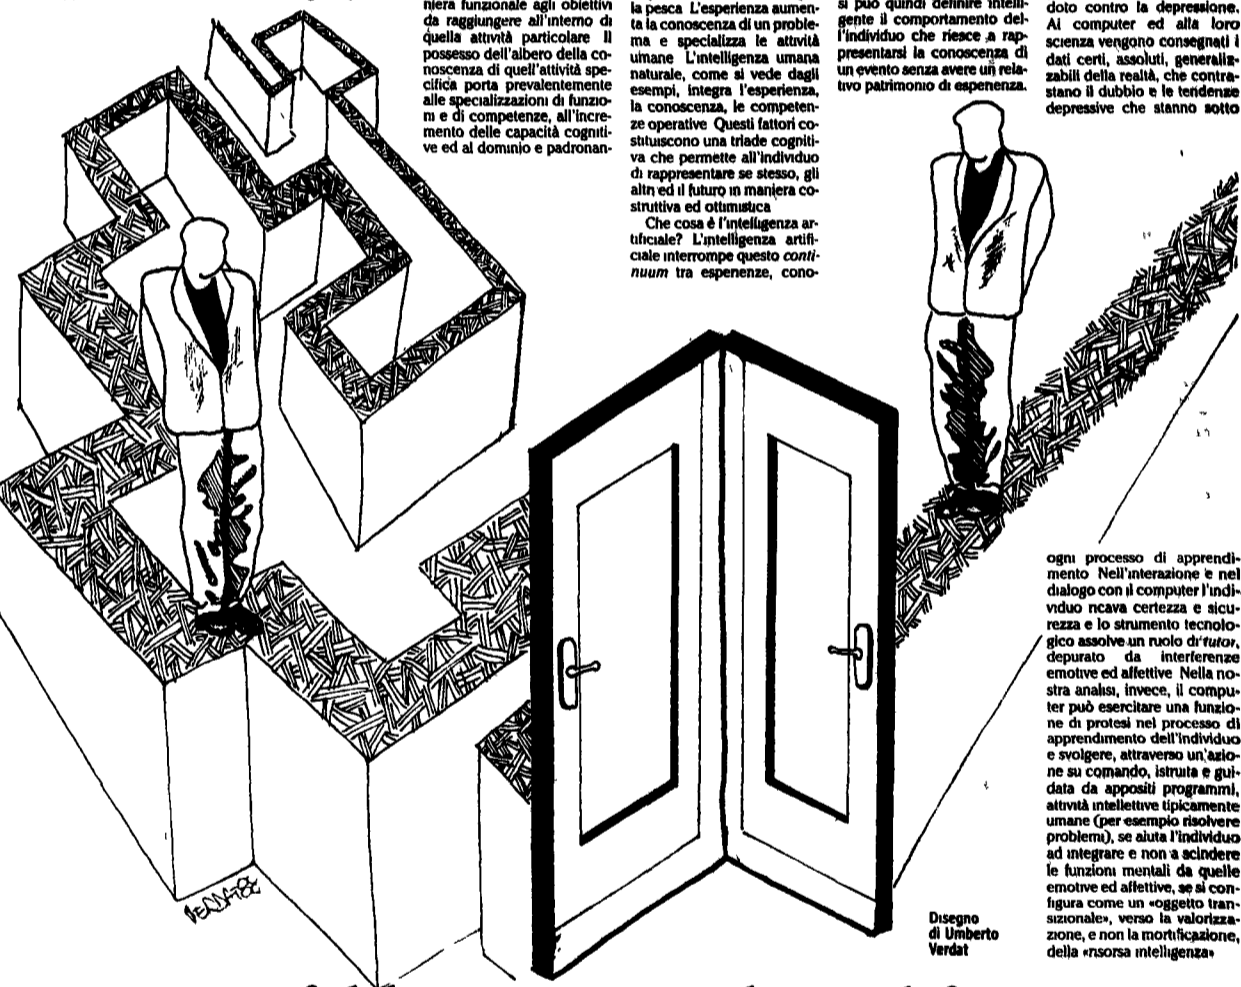 niera funzionale agli obiettivi
da raggiungere all'interno di
quella attività particolare Il
possesso dell'albero della co-
noscenza di quell'attività spe-
cifica porta prevalentemente
alle specializzazioni di funzio-
ni e di competenze, all'incre-
mento delle capacità cogniti-
ve ed al dominio e padronan-
la pesca L'esperienza aumen-
ta la conoscenza di un proble-
ma e specializza le attività
umane L'intelligenza umana
naturale, come si vede dagli
esempi, integra l'esperienza,
la conoscenza, le competen-
ze operative Questi fattori co-
stituiscono una triade cogniti-
va che permette all'individuo
di rappresentare se stesso, gli
altri ed il futuro in maniera co-
struttiva ed ottimistica
Che cosa è l'intelligenza ar-
tificiale? L'intelligenza artifi-
ciale interrompe questo continuum
tra esperienze, cono-
si può quindi definire intelli-
gente il comportamento del-
l'individuo che riesce a rap-
presentarsi la conoscenza di
un evento senza avere un rela-
tivo patrimonio di esperienza.
doto contro la depressione.
Ai computer ed alla loro
scienza vengono consegnati i
dati certi, assoluti, generaliz-
zabili della realtà, che contra-
stano il dubbio e le tendenze
depressive che stanno sotto
ogni processo di apprendi-
mento Nell'interazione e nel
dialogo con il computer l'indi-
viduo ricava certezza e sicu-
rezza e lo strumento tecnolo-
gico assolve un ruolo di tutor,
depurato da interferenze
emotive ed affettive Nella no-
stra analisi, invece, il compu-
ter può esercitare una funzio-
ne di protesi nel processo di
apprendimento dell'individuo
e svolgere, attraverso un'azio-
ne su comando, istruita e gui-
data da appositi programmi,
attività intellettive tipicamente
umane (per esempio risolvere
problemi), se aiuta l'individuo
ad integrare e non a scindere
le funzioni mentali da quelle
emotive ed affettive, se si con-
figura come un «oggetto tran-
sizionale», verso la valorizza-
zione, e non la mortificazione,
della «risorsa intelligenza»
Disegno
di Umberto
Verdat